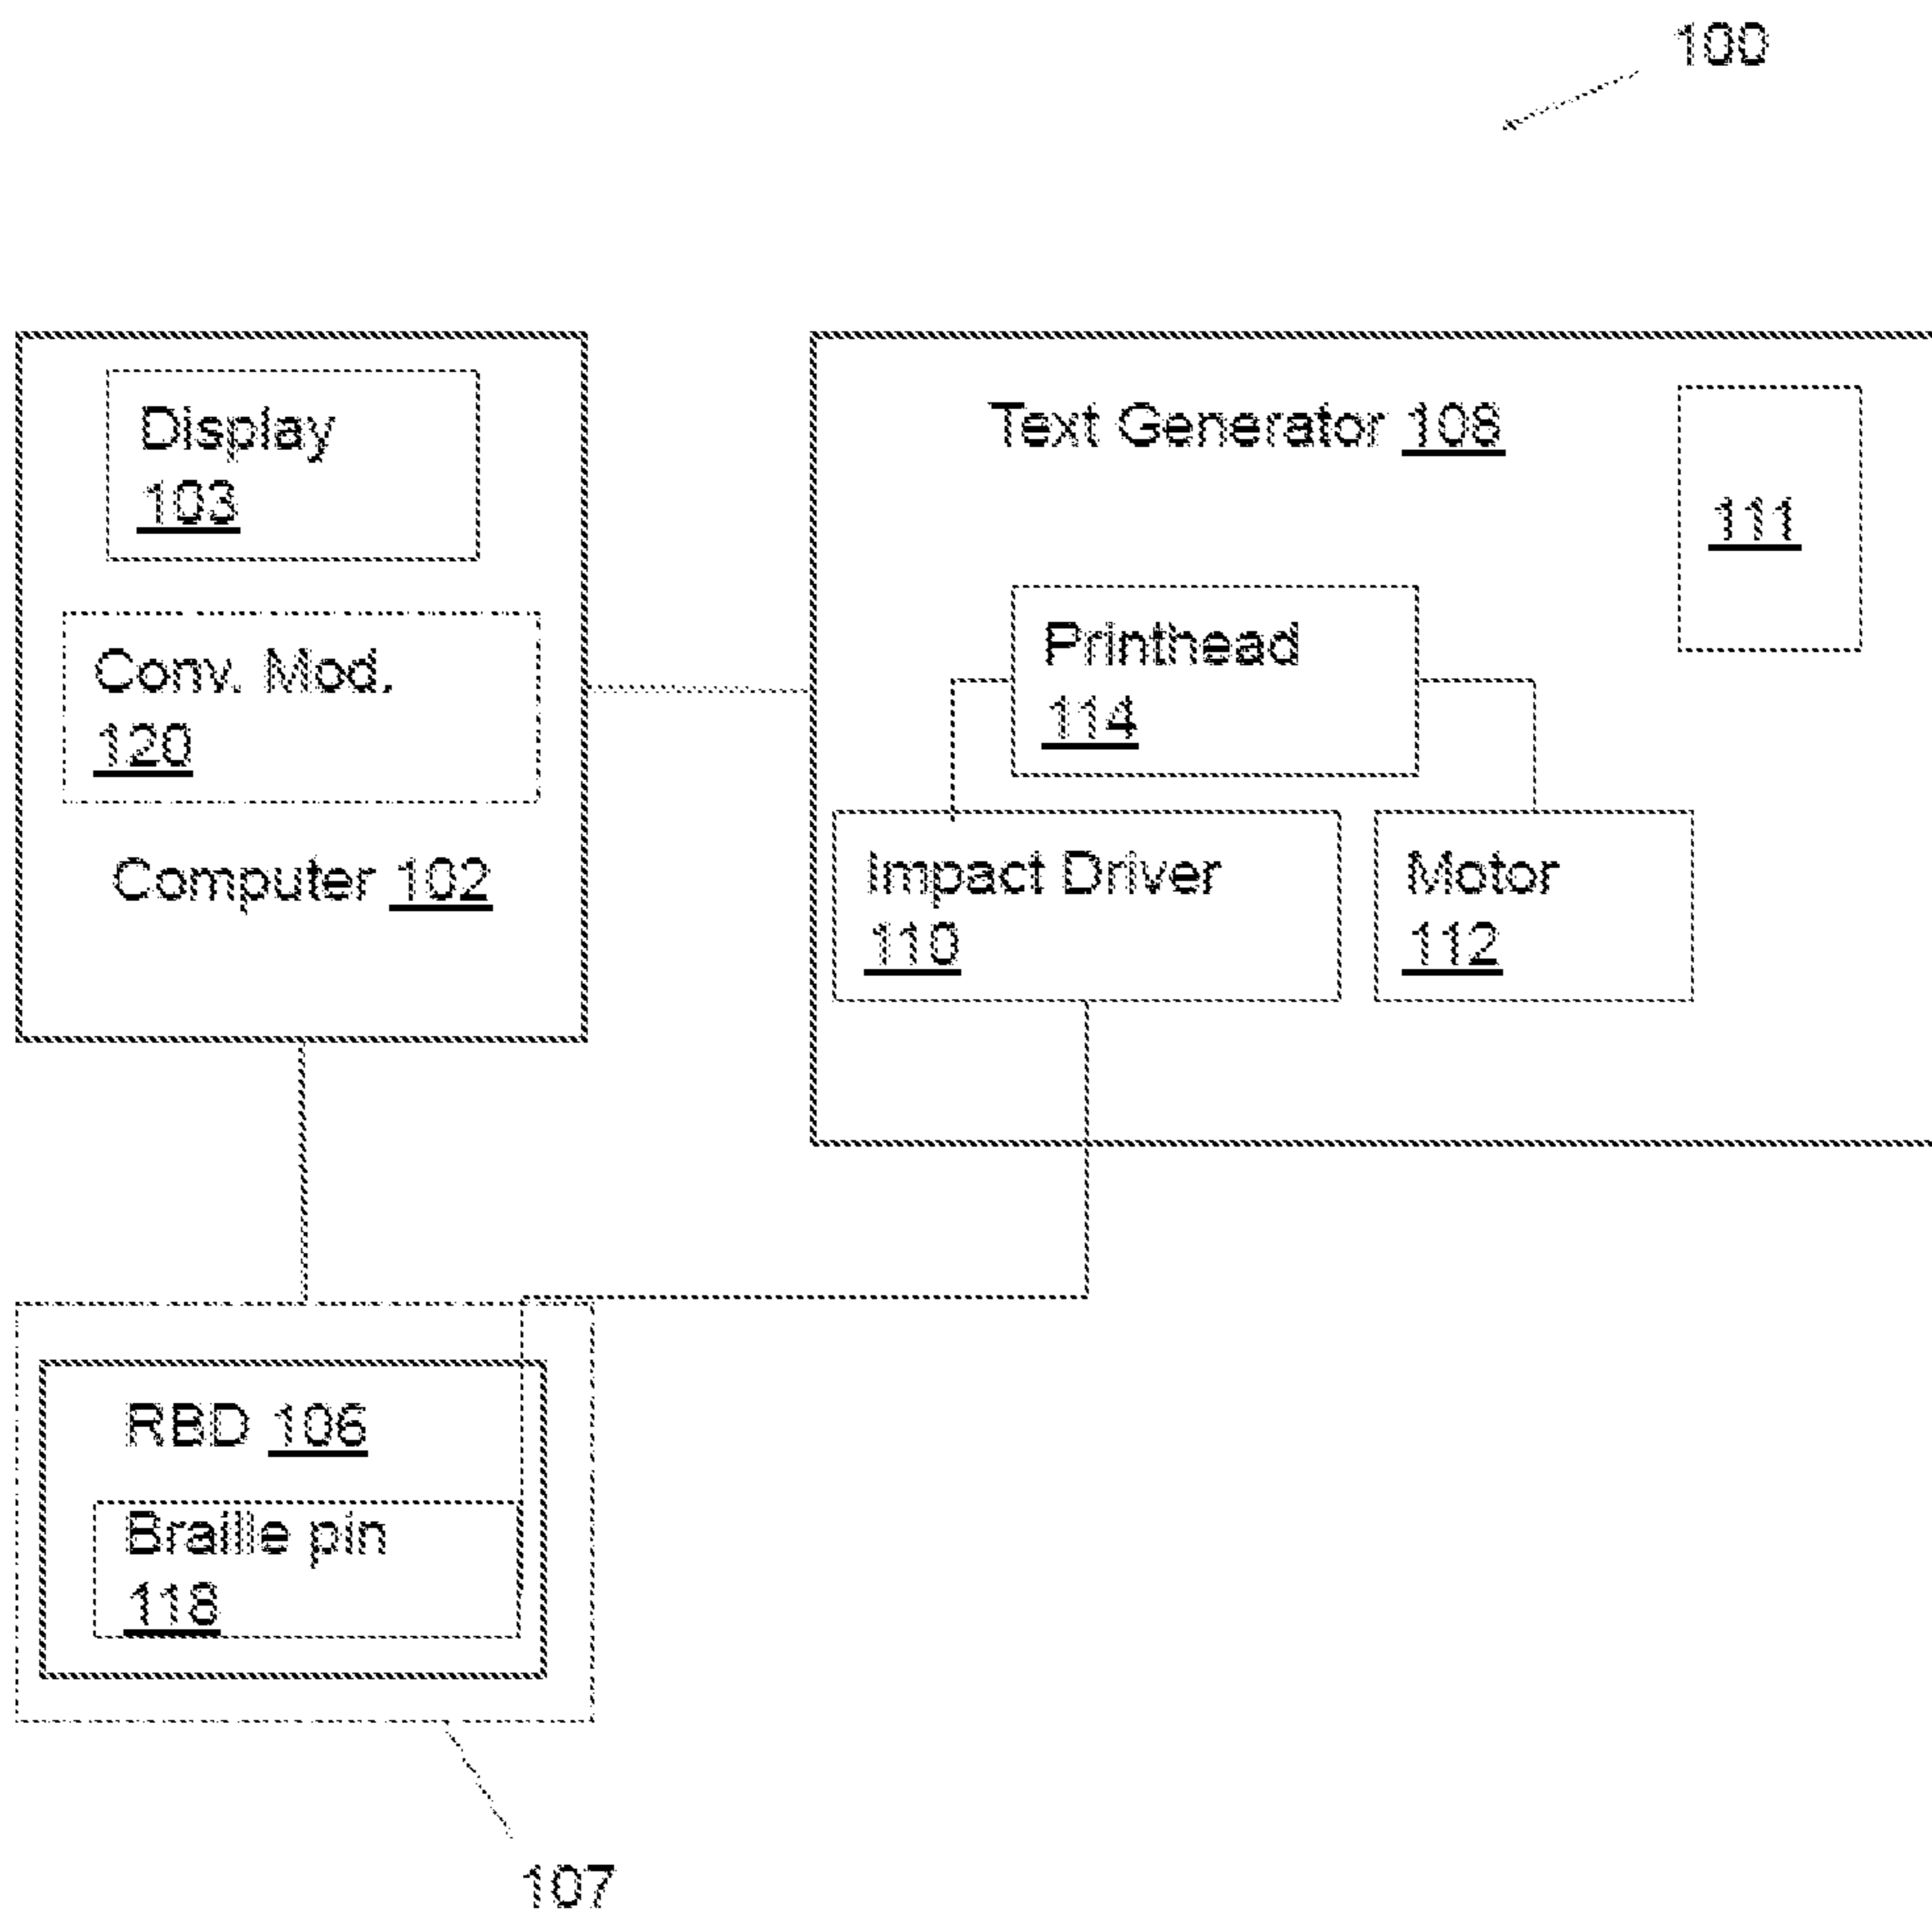 100
Display
103
Conv. Mod.
120
Computer 102
Text Generator 108
111
Printhead
114
Impact Driver
110
Motor
112
RBD 106
Braille pin
118
107